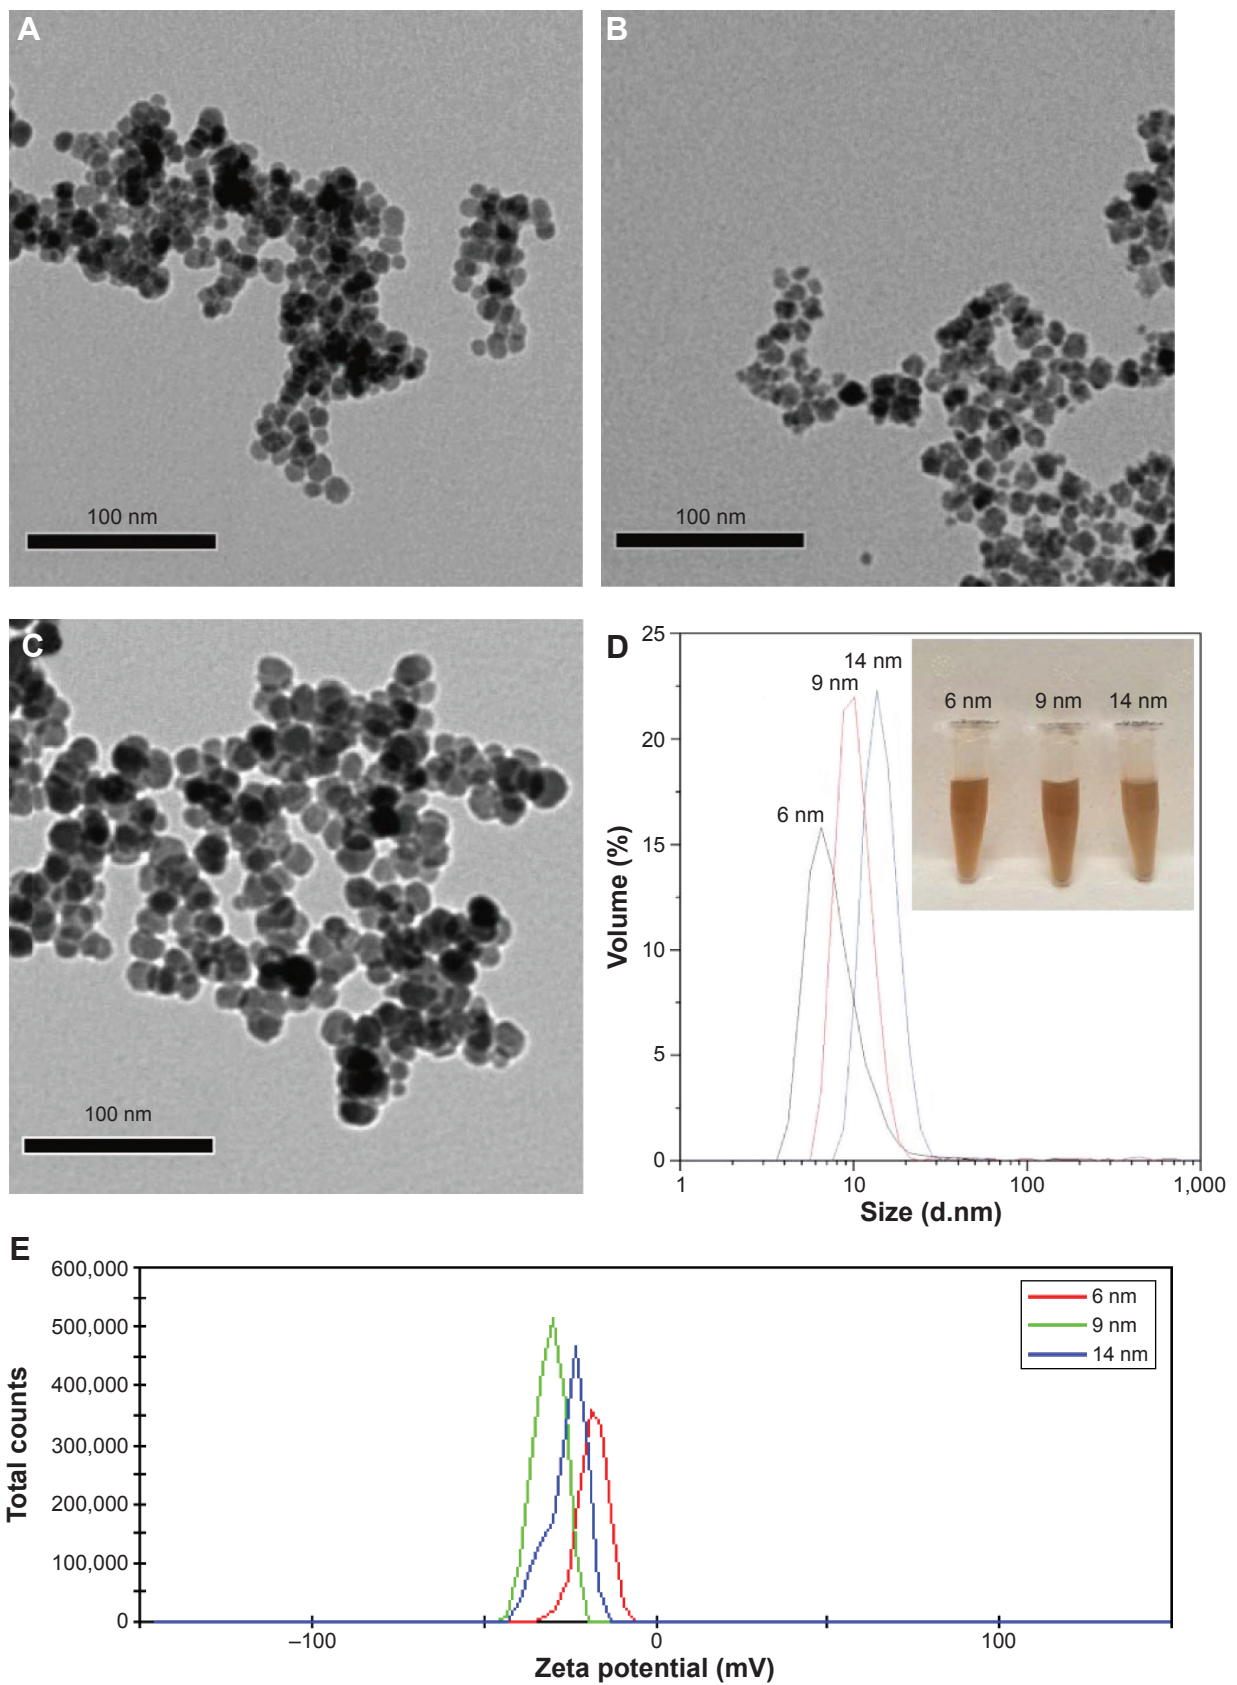 A
100 nm
B
100 nm
C
100 nm
D
25
20
15
10
5
0
Volume (%)
6 nm
9 nm
14 nm
6 nm
9 nm
14 nm
1
10
100
1,000
Size (d.nm)
E
600,000
500,000
400,000
300,000
200,000
100,000
0
Total counts
6 nm
9 nm
14 nm
–100
0
100
Zeta potential (mV)